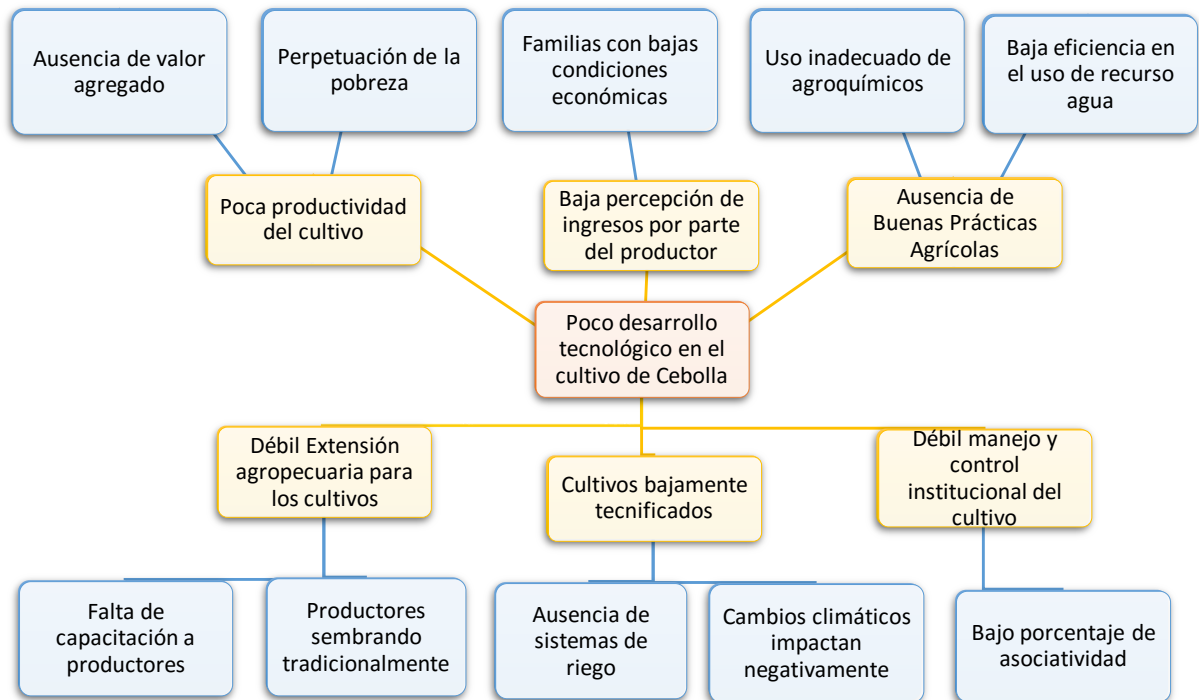 Ausencia de valor
agregado
Perpetuación de la
pobreza
Familias con bajas
condiciones
económicas
Uso inadecuado de
agroquímicos
Baja eficiencia en
el uso de recurso
agua
Poca productividad
del cultivo
Baja percepción de
ingresos por parte
del productor
Ausencia de
Buenas Prácticas
Agrícolas
Poco desarrollo
tecnológico en el
cultivo de Cebolla
Débil Extensión
agropecuaria para
los cultivos
Cultivos bajamente
tecnificados
Débil manejo y
control
institucional del
cultivo
Falta de
capacitación a
productores
Productores
sembrando
tradicionalmente
Ausencia de
sistemas de
riego
Cambios climáticos
impactan
negativamente
Bajo porcentaje de
asociatividad